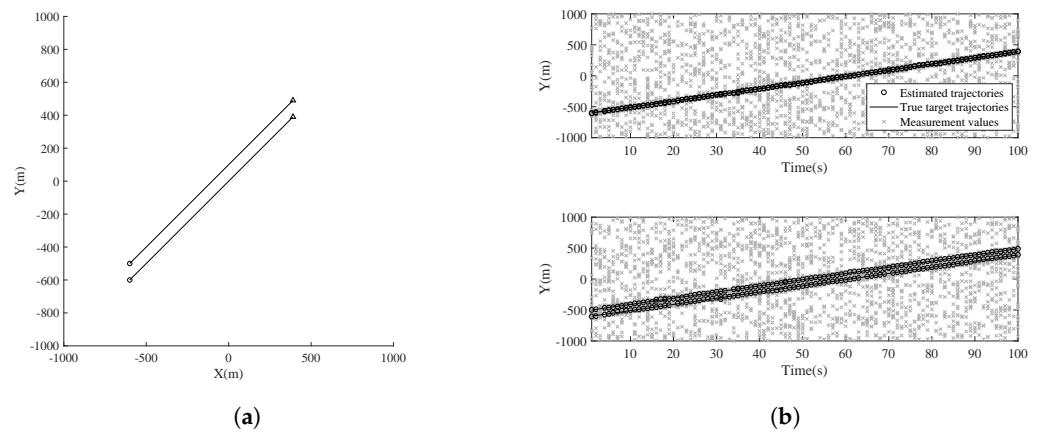 1000
800
600
400
200
0
-200
-400
-600
-800
-1000
Y(m)
-1000 -500 0 500 1000
X(m)
(a)
1000
500
0
-500
-1000
Y(m)
Estimated trajectories
True target trajectories
Measurement values
10 20 30 40 50 60 70 80 90 100
Time(s)
1000
500
0
-500
-1000
Y(m)
10 20 30 40 50 60 70 80 90 100
Time(s)
(b)